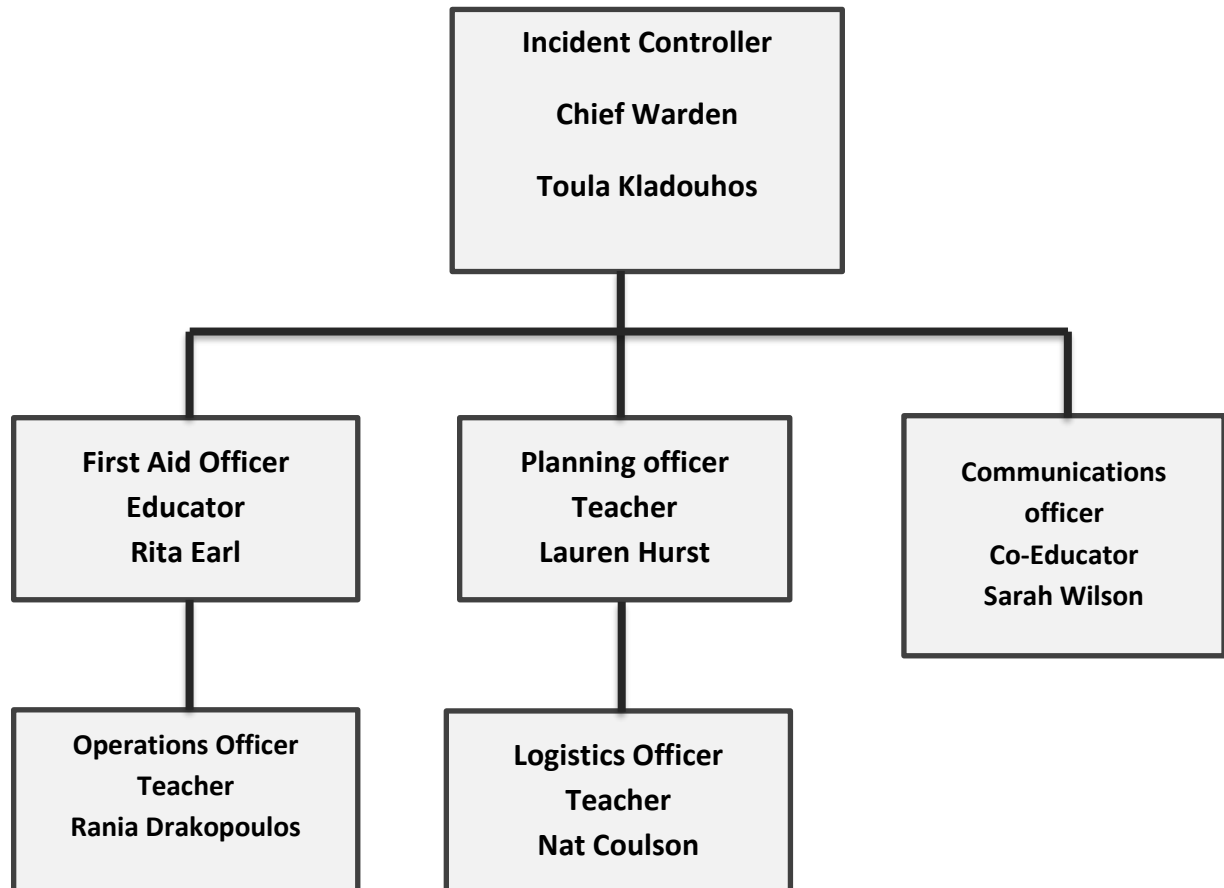 Incident Controller
Chief Warden
Toula Kladouhos
First Aid Officer
Educator
Rita Earl
Planning officer
Teacher
Lauren Hurst
Communications
officer
Co-Educator
Sarah Wilson
Operations Officer
Teacher
Rania Drakopoulos
Logistics Officer
Teacher
Nat Coulson